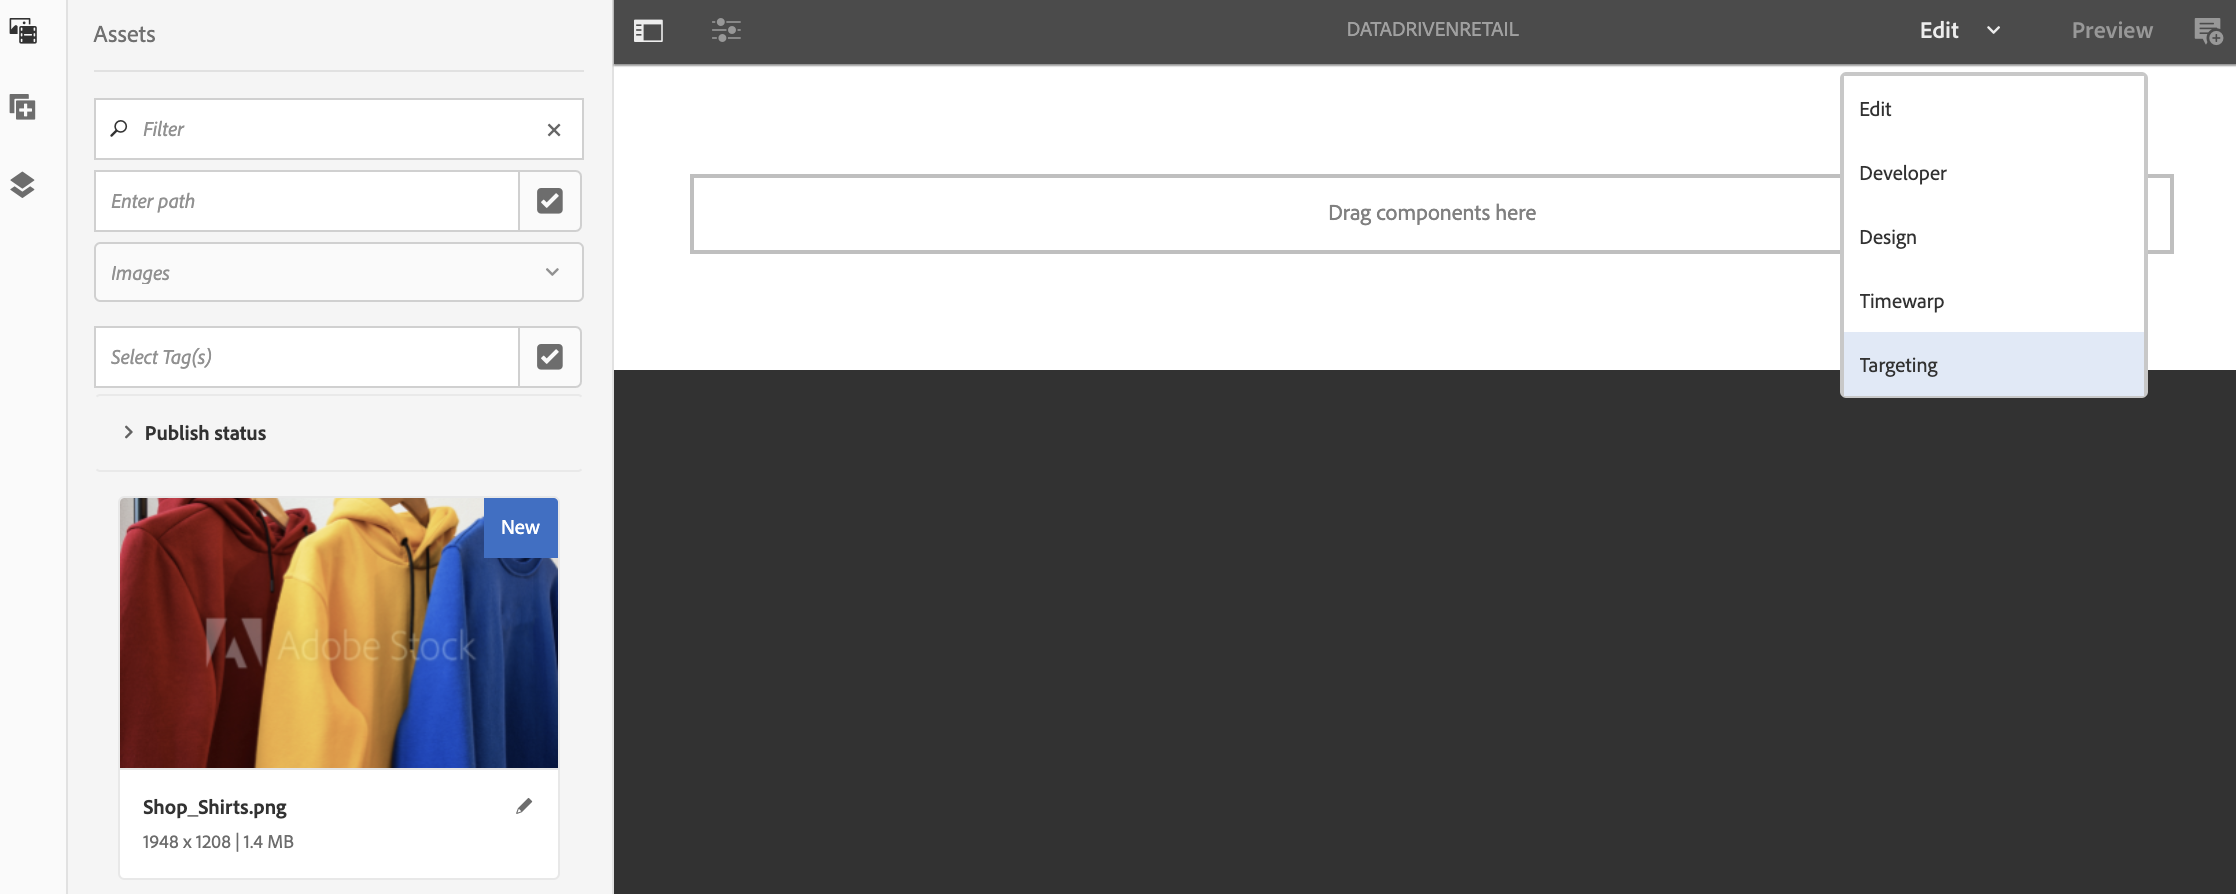 Assets
Filter
Enter path
Images
Select Tag(s)
Publish status
New
Adobe Stock
Shop_Shirts.png
1948 x 1208 | 1.4 MB
DATADRIVENRETAIL
Edit
Preview
Drag components here
Edit
Developer
Design
Timewarp
Targeting